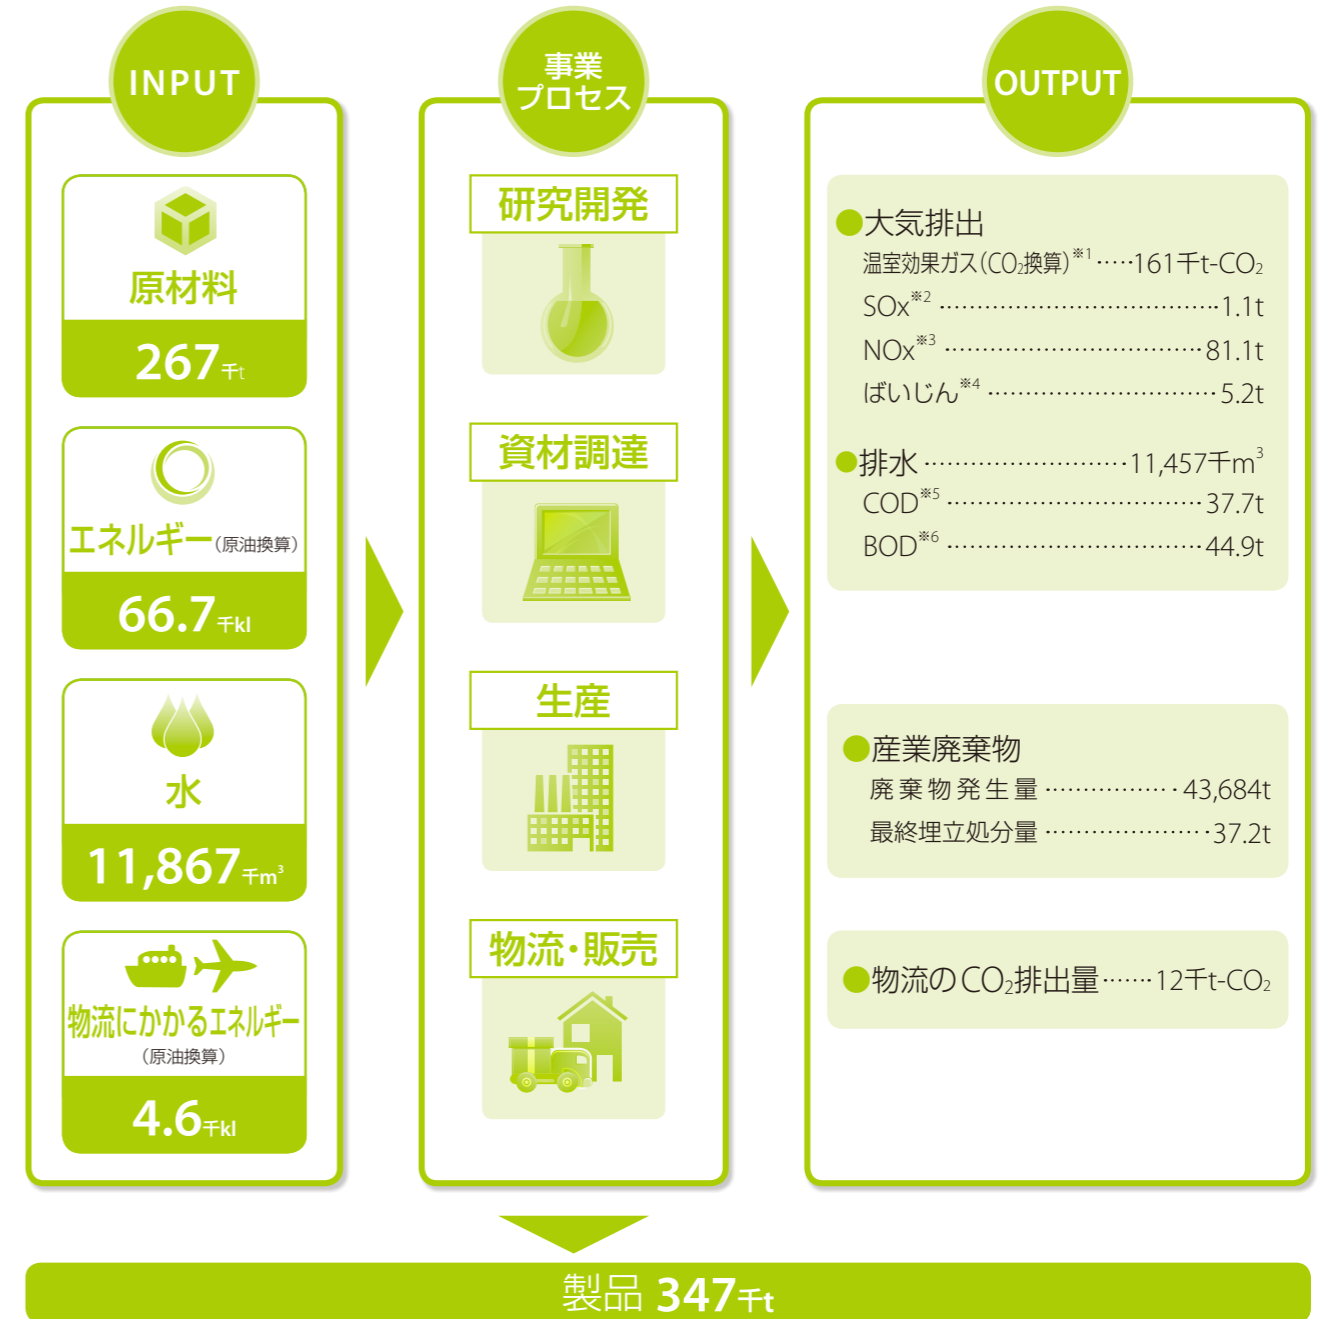 INPUT
原材料
267千t
エネルギー(原油換算)
66.7千kl
水
11,867千m³
物流にかかるエネルギー
(原油換算)
4.6千kl
事業
プロセス
研究開発
資材調達
生産
物流・販売
OUTPUT
●大気排出
温室効果ガス(CO₂換算)※1 ‥‥‥161千t-CO₂
SOx※2 ‥‥‥1.1t
NOx※3 ‥‥‥81.1t
ばいじん※4 ‥‥‥5.2t
●排水 ‥‥‥11,457千m³
COD※5 ‥‥‥37.7t
BOD※6 ‥‥‥44.9t
●産業廃棄物
廃棄物発生量 ‥‥‥43,684t
最終埋立処分量 ‥‥‥37.2t
●物流のCO₂排出量 ‥‥‥12千t-CO₂
製品 347千t